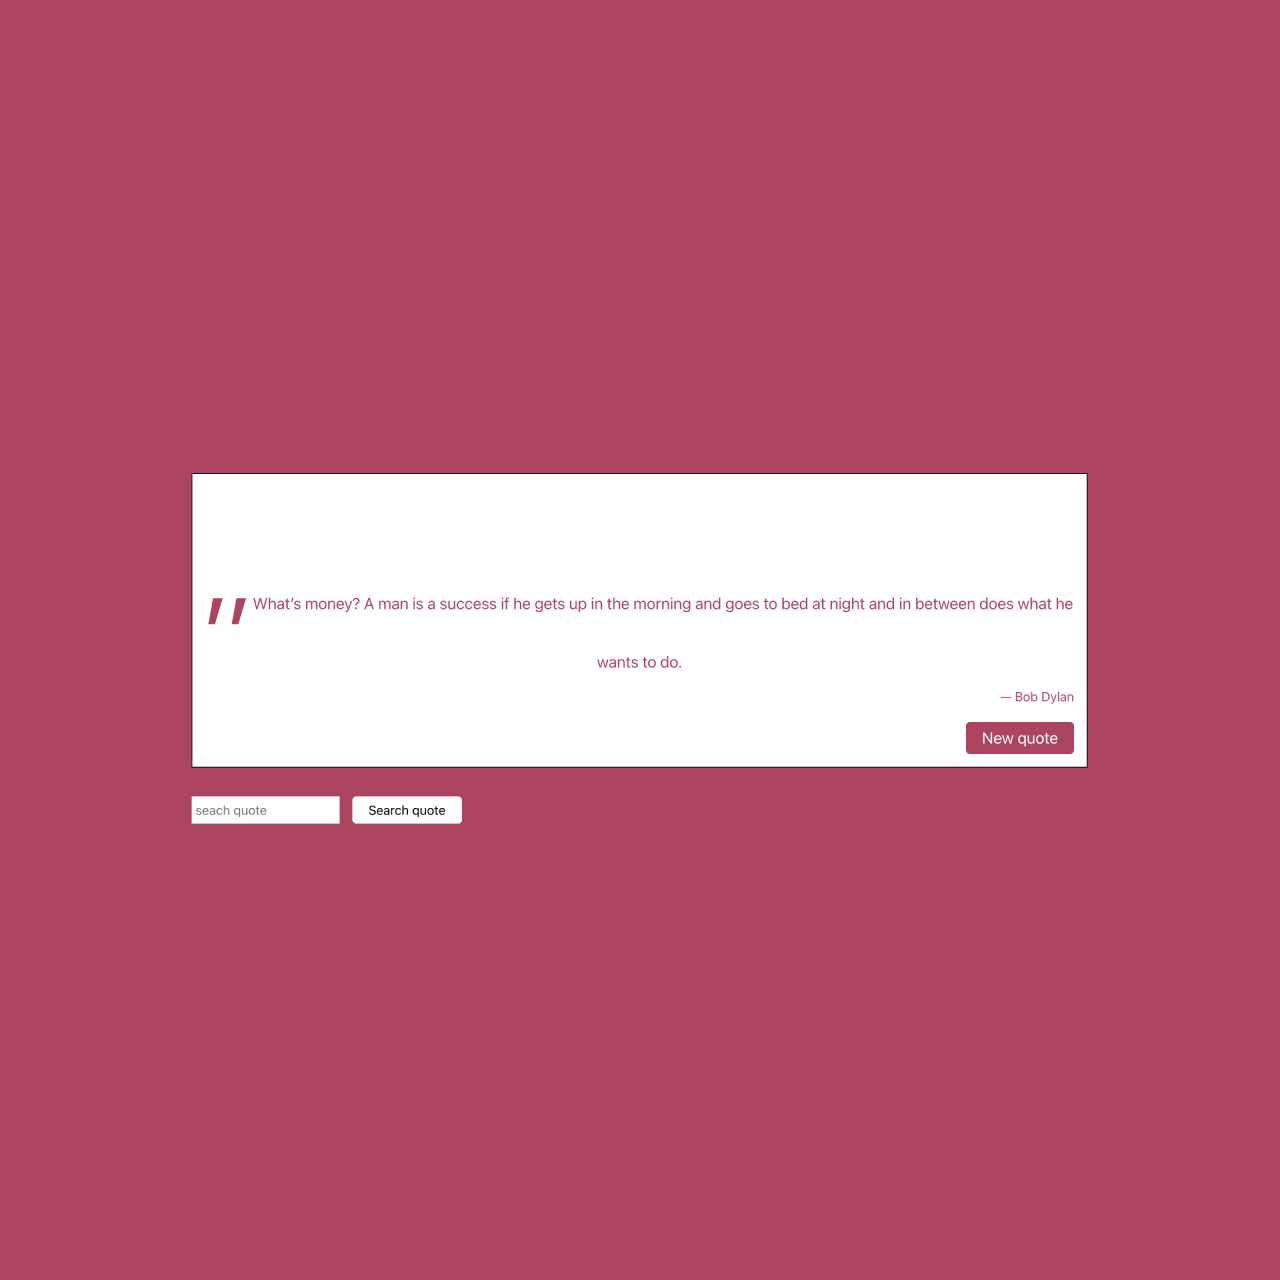 " What’s money? A man is a success if he gets up in the morning and goes to bed at night and in between does what he
wants to do.
— Bob Dylan
New quote
seach quote Search quote